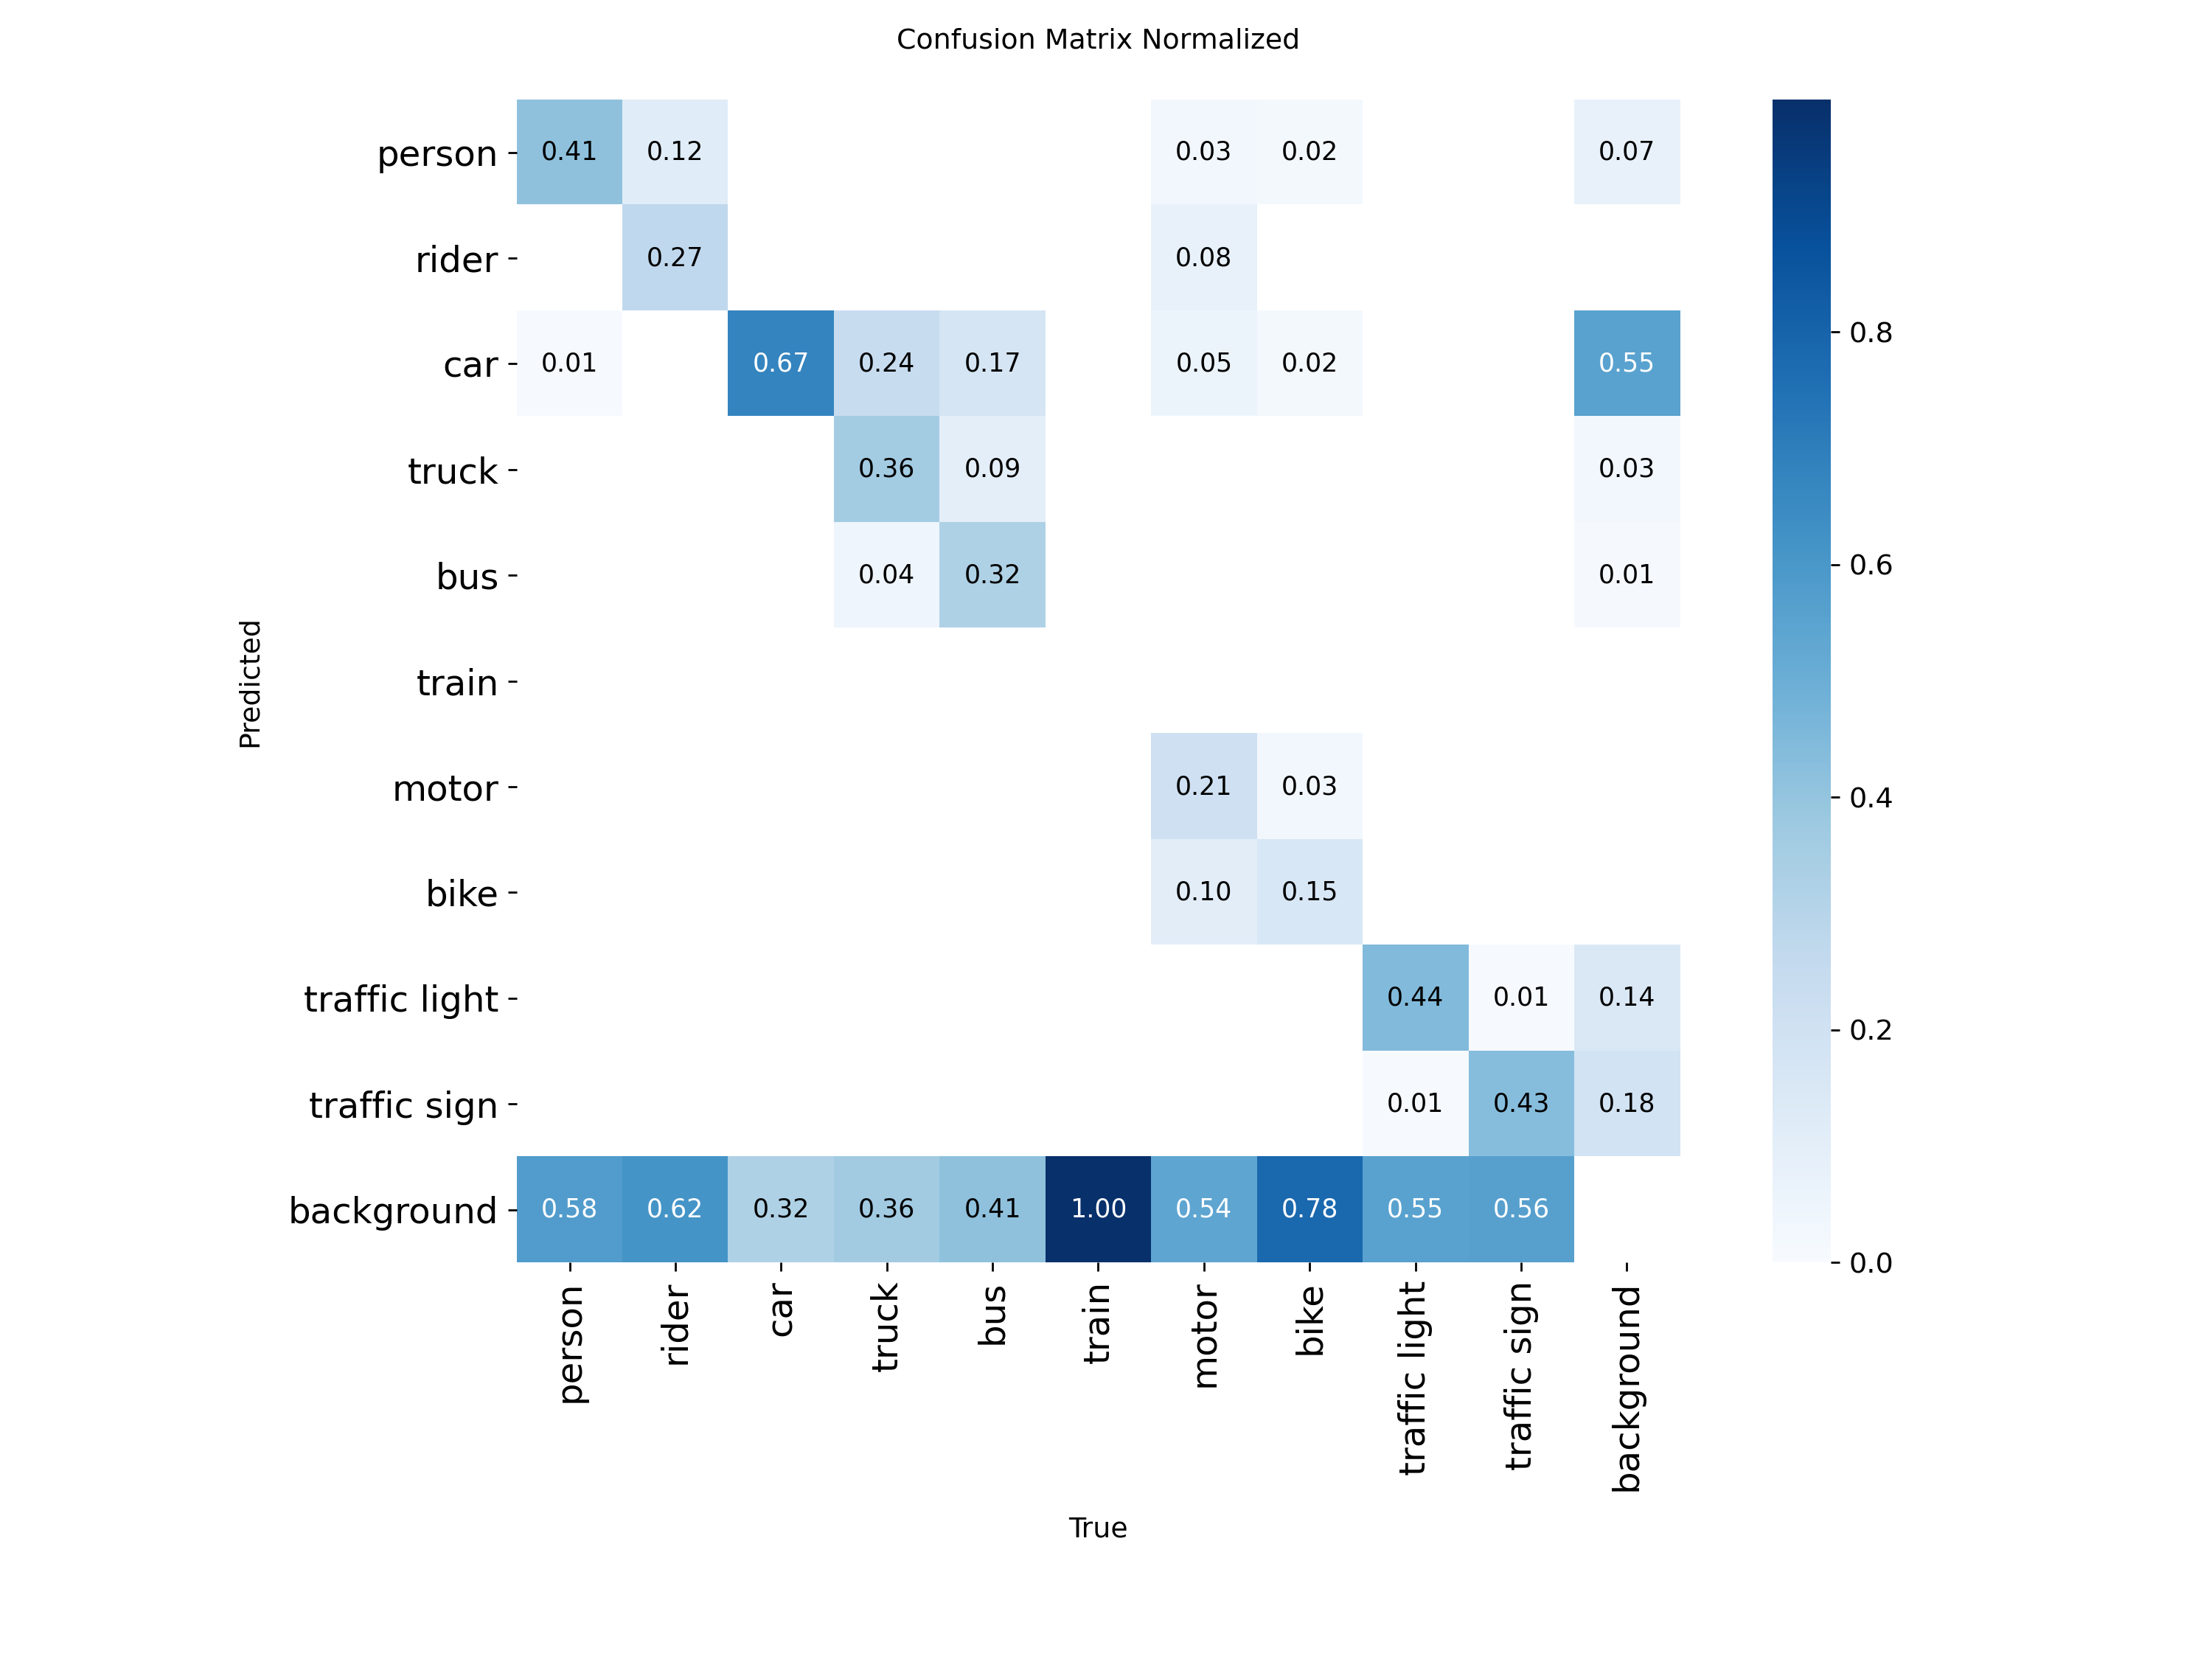 Confusion Matrix Normalized
person 0.41 0.12 0.03 0.02 0.07
rider 0.27 0.08
car 0.01 0.67 0.24 0.17 0.05 0.02 0.55 0.8
truck 0.36 0.09 0.03
bus 0.04 0.32 0.01 0.6
Predicted
train
motor 0.21 0.03 0.4
bike 0.10 0.15
traffic light 0.44 0.01 0.14 0.2
traffic sign 0.01 0.43 0.18
background 0.58 0.62 0.32 0.36 0.41 1.00 0.54 0.78 0.55 0.56 0.0
person rider car truck bus train motor bike traffic light traffic sign background
True